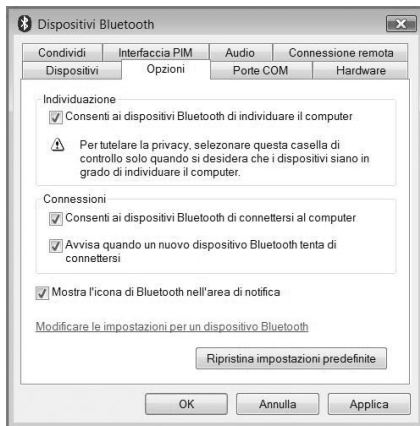 Dispositivi Bluetooth
Condividi Interfaccia PIM Audio Connessione remota
Dispositivi Opzioni Porte COM Hardware
Individuazione
Consenti ai dispositivi Bluetooth di individuare il computer
Per tutelare la privacy, selezonare questa casella di
controllo solo quando si desidera che i dispositivi siano in
grado di individuare il computer.
Connessioni
Consenti ai dispositivi Bluetooth di connettersi al computer
Avvisa quando un nuovo dispositivo Bluetooth tenta di
connettersi
Mostra l'icona di Bluetooth nell'area di notifica
Modificare le impostazioni per un dispositivo Bluetooth
Ripristina impostazioni predefinite
OK Annulla Applica